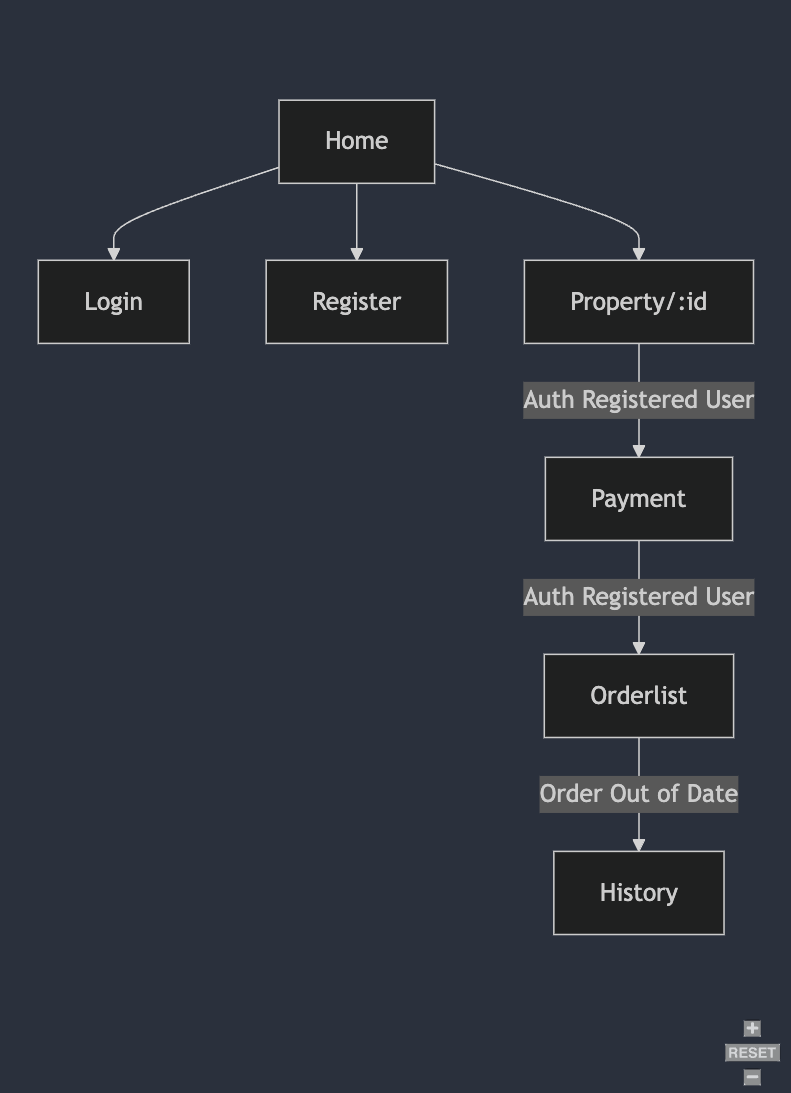 Home
Login
Register
Property/:id
Auth Registered User
Payment
Auth Registered User
Orderlist
Order Out of Date
History
+
RESET
−